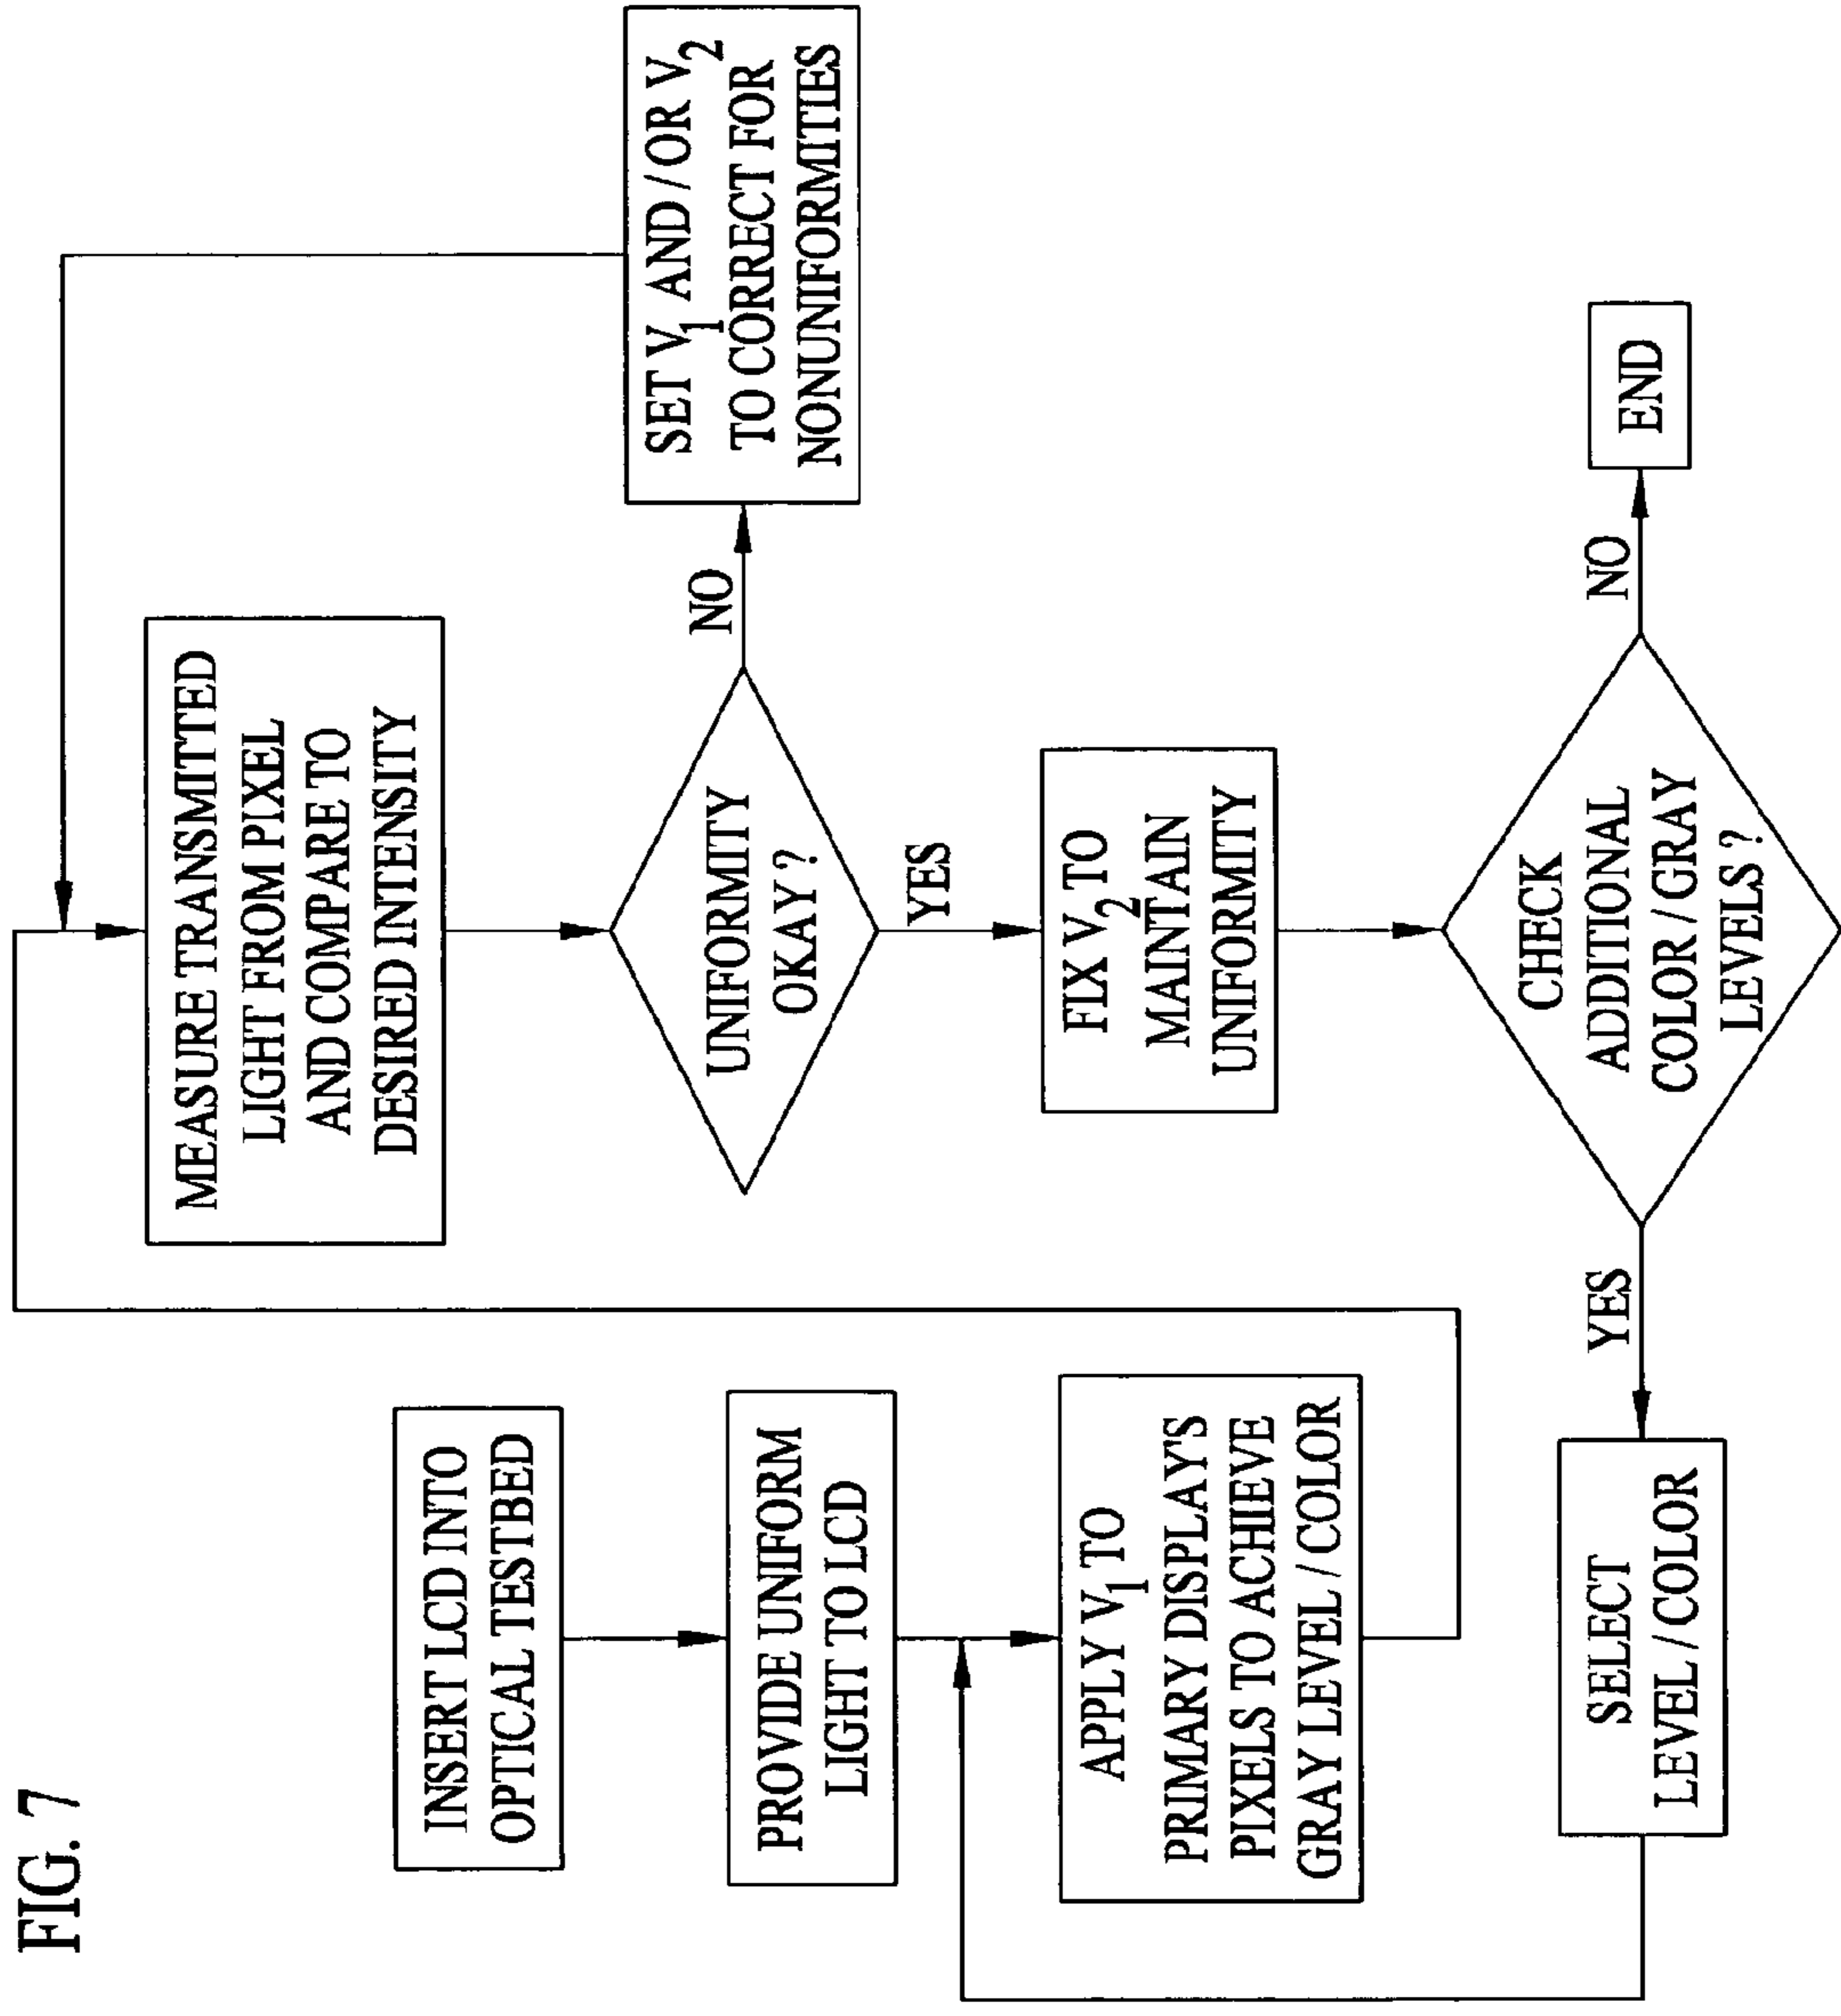 FIG. 7
INSERT LCD INTO
OPTICAL TESTBED
PROVIDE UNIFORM
LIGHT TO LCD
APPLY V1 TO
PRIMARY DISPLAY'S
PIXELS TO ACHIEVE
GRAY LEVEL / COLOR
MEASURE TRANSMITTED
LIGHT FROM PIXEL
AND COMPARE TO
DESIRED INTENSITY
UNIFORMITY
OKAY?
NO
SET V1 AND / OR V2
TO CORRECT FOR
NONUNIFORMITIES
YES
FIX V2 TO
MAINTAIN
UNIFORMITY
CHECK
ADDITIONAL
COLOR / GRAY
LEVELS?
NO
END
YES
SELECT
LEVEL / COLOR